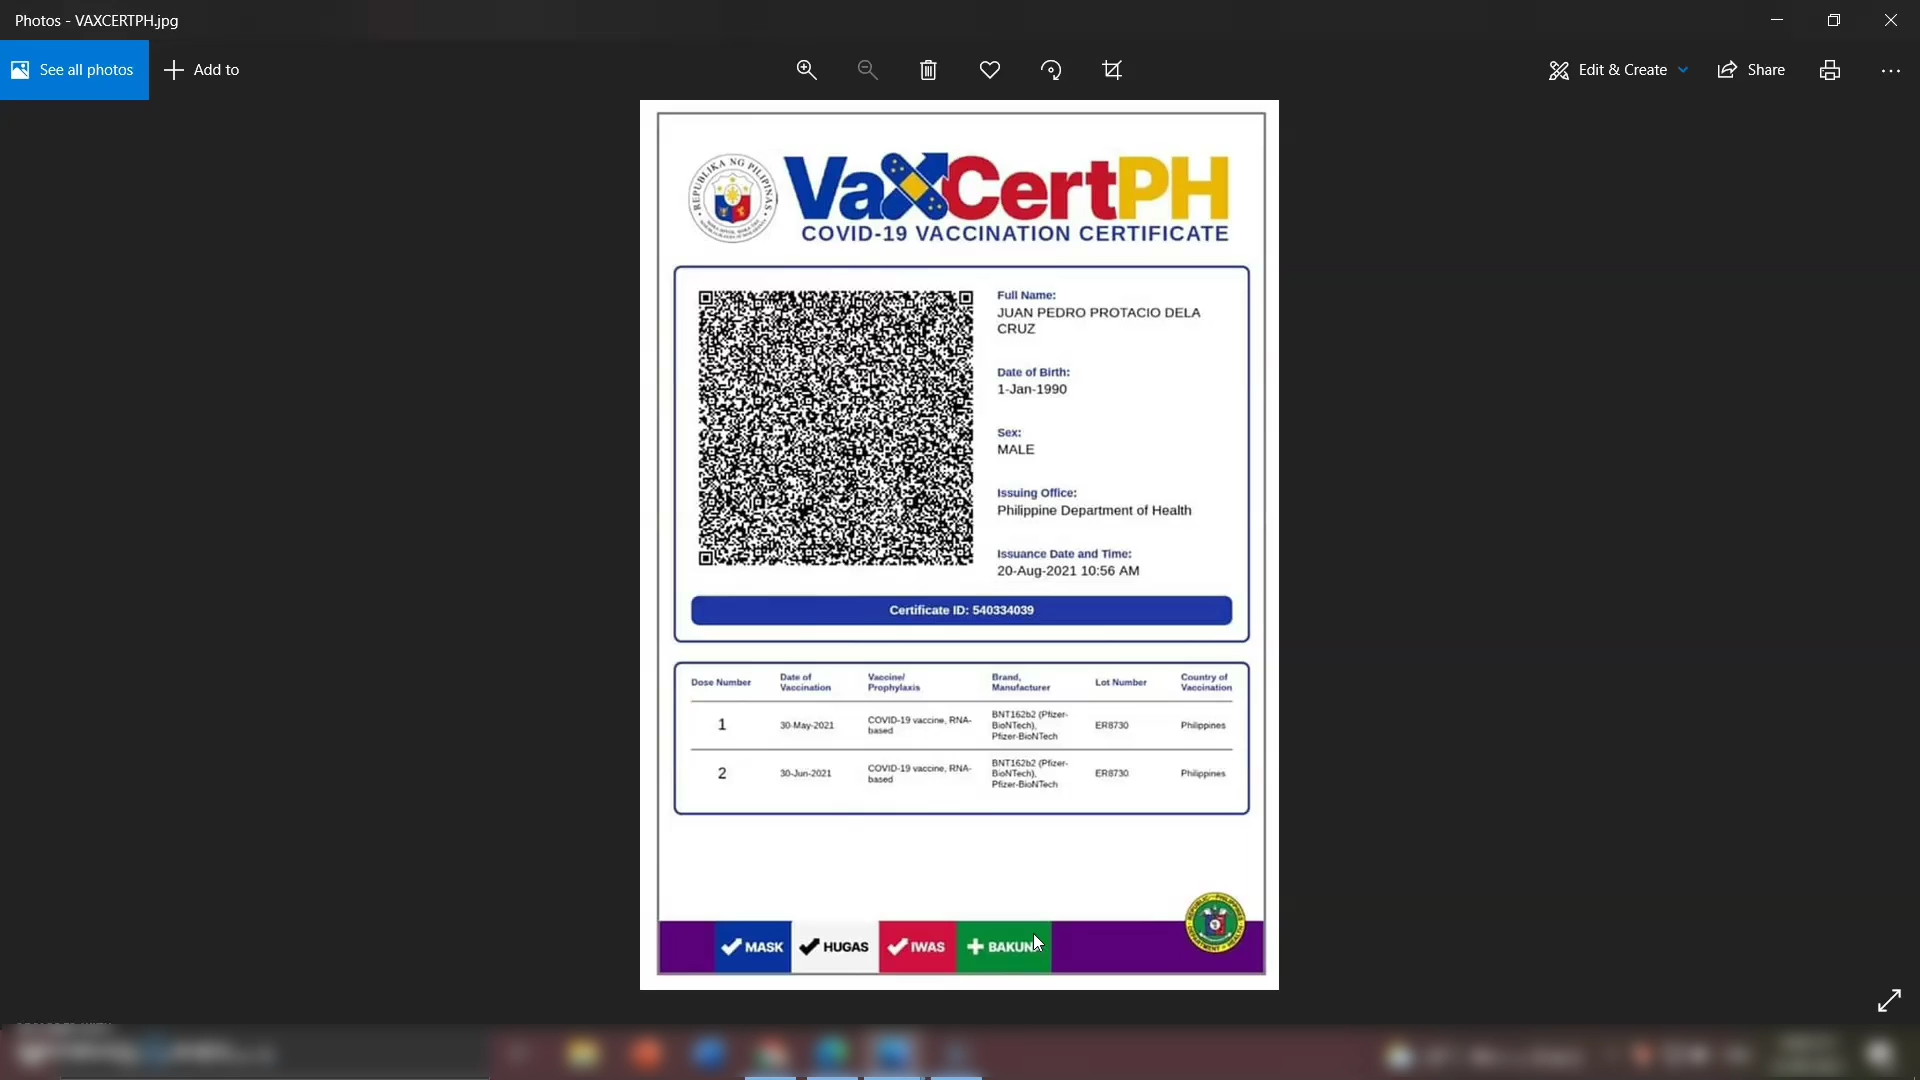 Photos - VAXCERTPH.jpg
See all photos
Add to
Edit & Create
Share
REPUBLIKA NG PILIPINAS
VaxCertPH
COVID-19 VACCINATION CERTIFICATE
Full Name:
JUAN PEDRO PROTACIO DELA
CRUZ
Date of Birth:
1-Jan-1990
Sex:
MALE
Issuing Office:
Philippine Department of Health
Issuance Date and Time:
20-Aug-2021 10:56 AM
Certificate ID: 540334039
Dose Number
Date of
Vaccination
Vaccine/
Prophylaxis
Brand,
Manufacturer
Lot Number
Country of
Vaccination
1
30-May-2021
COVID-19 vaccine, RNA-
based
BNT162b2 (Pfizer-
BioNTech),
Pfizer-BioNTech
ER8730
Philippines
2
30-Jun-2021
COVID-19 vaccine, RNA-
based
BNT162b2 (Pfizer-
BioNTech),
Pfizer-BioNTech
ER8730
Philippines
MASK
HUGAS
IWAS